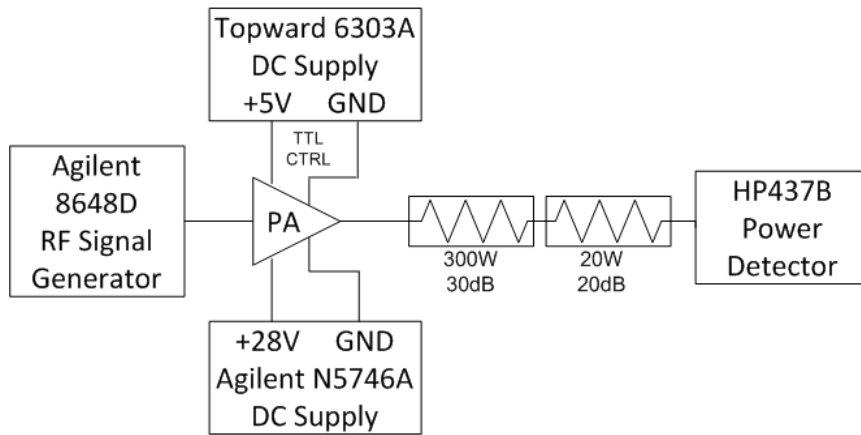 Topward 6303A
DC Supply
+5V GND
TTL
CTRL
Agilent
8648D
RF Signal
Generator
PA
300W
30dB
20W
20dB
HP437B
Power
Detector
+28V GND
Agilent N5746A
DC Supply